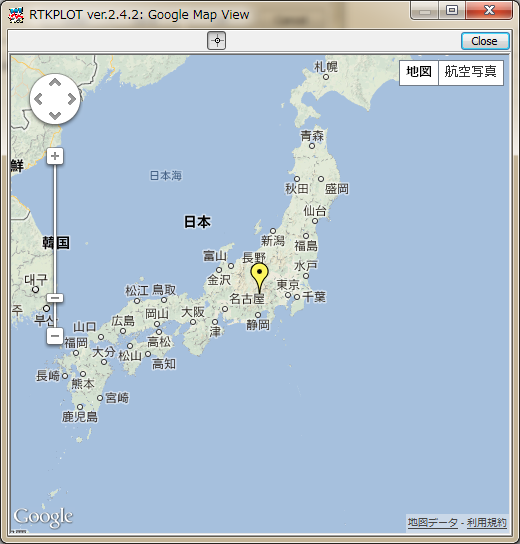 RTKPLOT ver.2.4.2: Google Map View
Close
地図
航空写真
札幌
青森
秋田
盛岡
仙台
新潟
福島
日本海
日本
鮮
韓国
대구
부산
주
富山
長野
水戸
金沢
東京
千葉
名古屋
静岡
松江
鳥取
岡山
大阪
津
山口
広島
福岡
高松
松山
高知
大分
長崎
熊本
宮崎
鹿児島
Google
地図データ - 利用規約